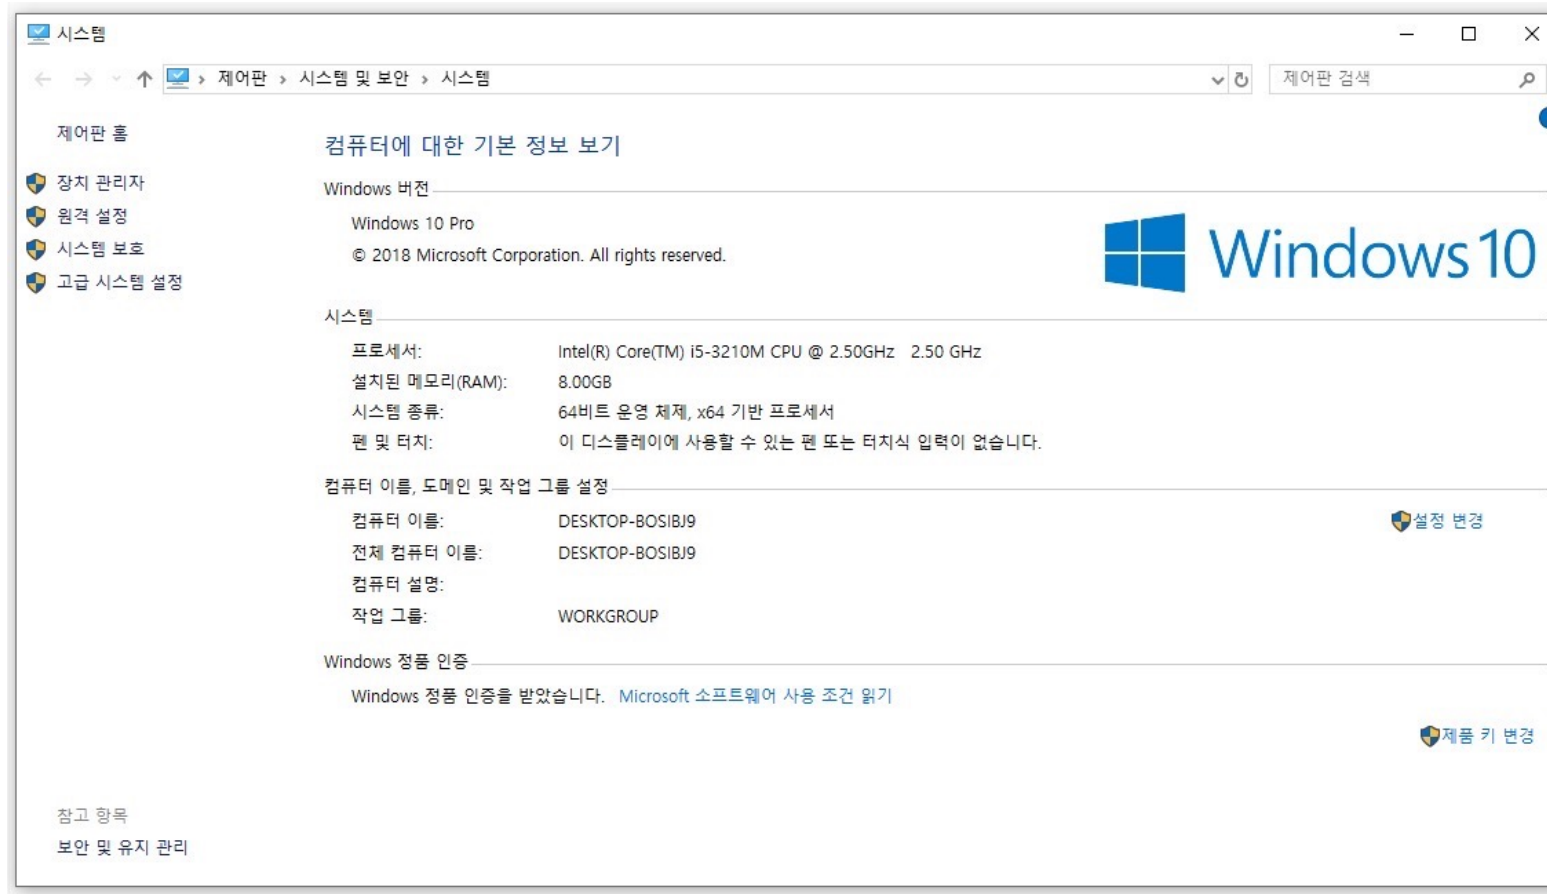 시스템
제어판 › 시스템 및 보안 › 시스템
제어판 검색
제어판 홈
장치 관리자
원격 설정
시스템 보호
고급 시스템 설정
컴퓨터에 대한 기본 정보 보기
Windows 버전
Windows 10 Pro
© 2018 Microsoft Corporation. All rights reserved.
Windows 10
시스템
프로세서: Intel(R) Core(TM) i5-3210M CPU @ 2.50GHz 2.50 GHz
설치된 메모리(RAM): 8.00GB
시스템 종류: 64비트 운영 체제, x64 기반 프로세서
펜 및 터치: 이 디스플레이에 사용할 수 있는 펜 또는 터치식 입력이 없습니다.
컴퓨터 이름, 도메인 및 작업 그룹 설정
컴퓨터 이름: DESKTOP-BOSIBJ9
설정 변경
전체 컴퓨터 이름: DESKTOP-BOSIBJ9
컴퓨터 설명:
작업 그룹: WORKGROUP
Windows 정품 인증
Windows 정품 인증을 받았습니다. Microsoft 소프트웨어 사용 조건 읽기
제품 키 변경
참고 항목
보안 및 유지 관리